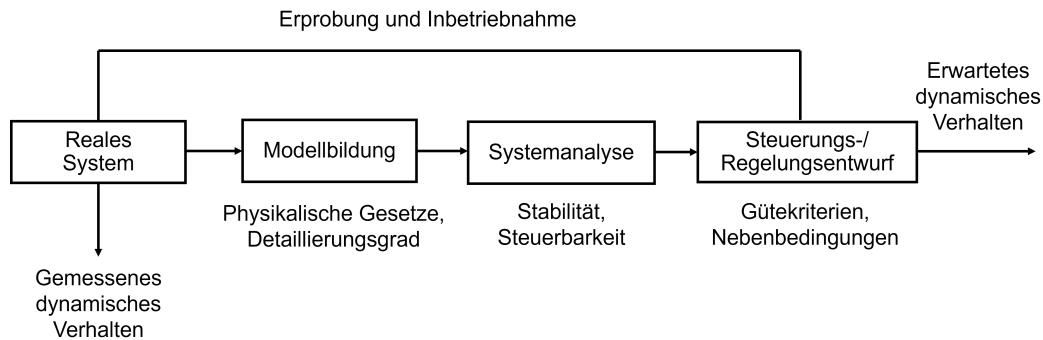 Erprobung und Inbetriebnahme
Reales
System
Modellbildung
Systemanalyse
Steuerungs-/
Regelungsentwurf
Erwartetes
dynamisches
Verhalten
Physikalische Gesetze,
Detaillierungsgrad
Stabilität,
Steuerbarkeit
Gütekriterien,
Nebenbedingungen
Gemessenes
dynamisches
Verhalten